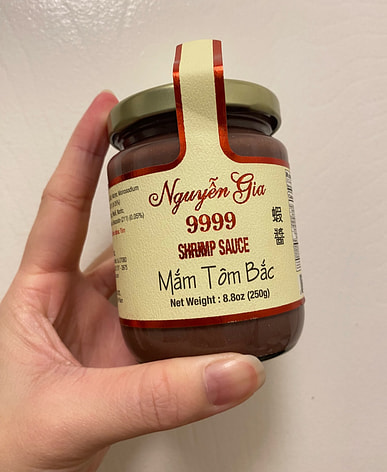 Nguyễn Gia
9999
SHRIMP SAUCE
Mắm Tôm Bắc
Net Weight : 8.8oz (250g)
蝦醬